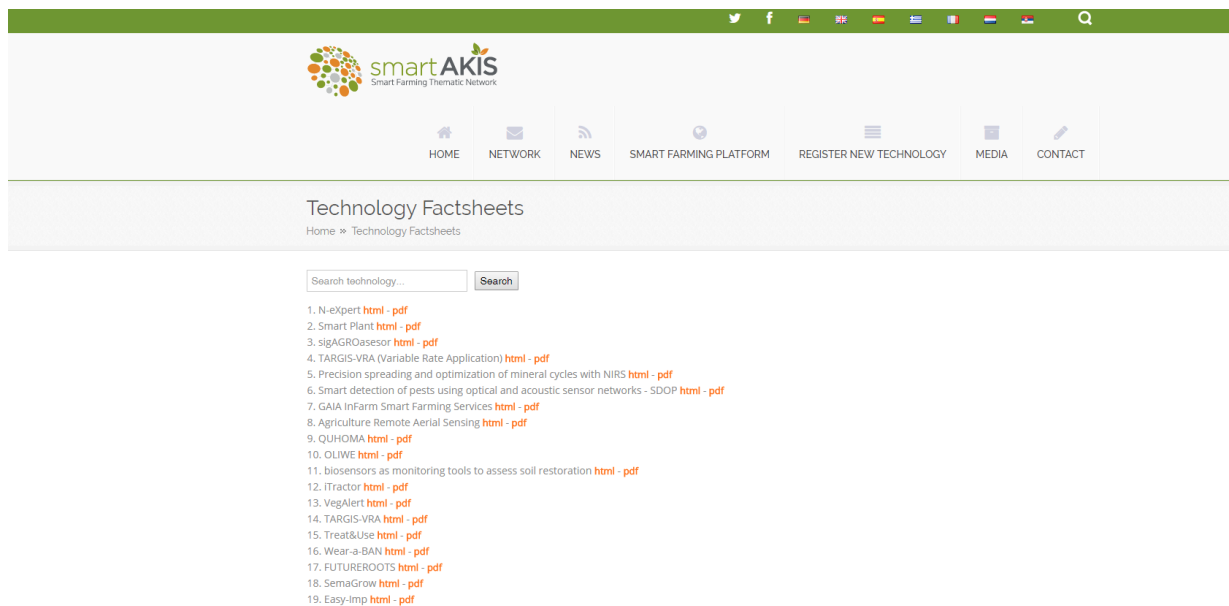 smart AKIS
Smart Farming Thematic Network
HOME NETWORK NEWS SMART FARMING PLATFORM REGISTER NEW TECHNOLOGY MEDIA CONTACT
Technology Factsheets
Home » Technology Factsheets
Search technology... Search
1. N-eXpert html - pdf
2. Smart Plant html - pdf
3. sigAGROasesor html - pdf
4. TARGIS-VRA (Variable Rate Application) html - pdf
5. Precision spreading and optimization of mineral cycles with NIRS html - pdf
6. Smart detection of pests using optical and acoustic sensor networks - SDOP html - pdf
7. GAIA InFarm Smart Farming Services html - pdf
8. Agriculture Remote Aerial Sensing html - pdf
9. QUHOMA html - pdf
10. OLIWE html - pdf
11. biosensors as monitoring tools to assess soil restoration html - pdf
12. iTractor html - pdf
13. VegAlert html - pdf
14. TARGIS-VRA html - pdf
15. Treat&Use html - pdf
16. Wear-a-BAN html - pdf
17. FUTUREROOTS html - pdf
18. SemaGrow html - pdf
19. Easy-Imp html - pdf